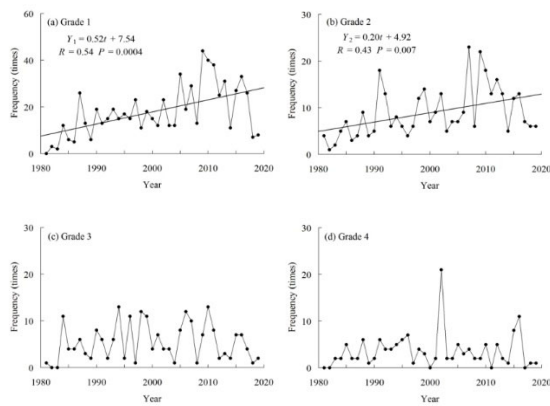 (a) Grade 1
Y₁ = 0.52t + 7.54
R = 0.54 P = 0.0004
Frequency (times)
60
40
20
0
1980
1990
2000
2010
2020
Year
(b) Grade 2
Y₂ = 0.20t + 4.92
R = 0.43 P = 0.007
Frequency (times)
30
20
10
0
1980
1990
2000
2010
2020
Year
(c) Grade 3
Frequency (times)
30
20
10
0
1980
1990
2000
2010
2020
Year
(d) Grade 4
Frequency (times)
30
20
10
0
1980
1990
2000
2010
2020
Year